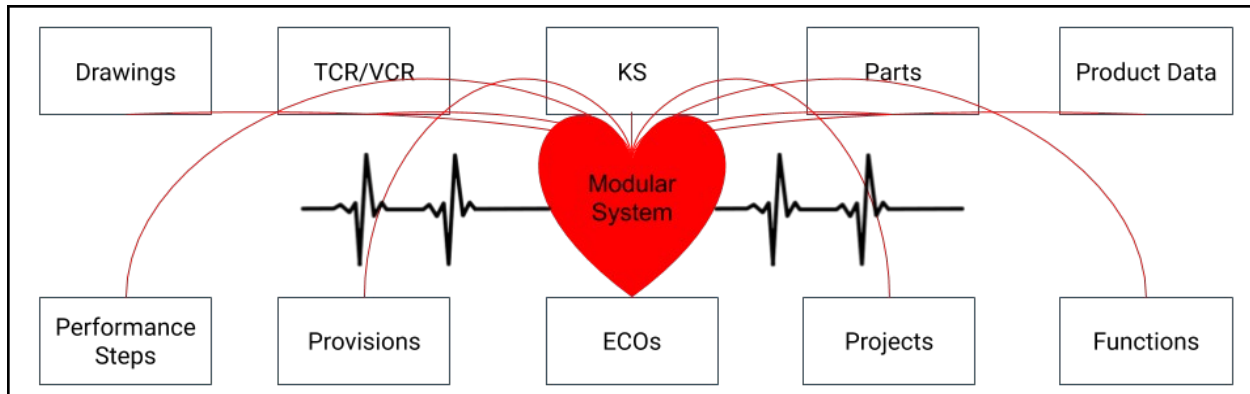 Drawings
TCR/VCR
KS
Parts
Product Data
Modular
System
Performance
Steps
Provisions
ECOs
Projects
Functions